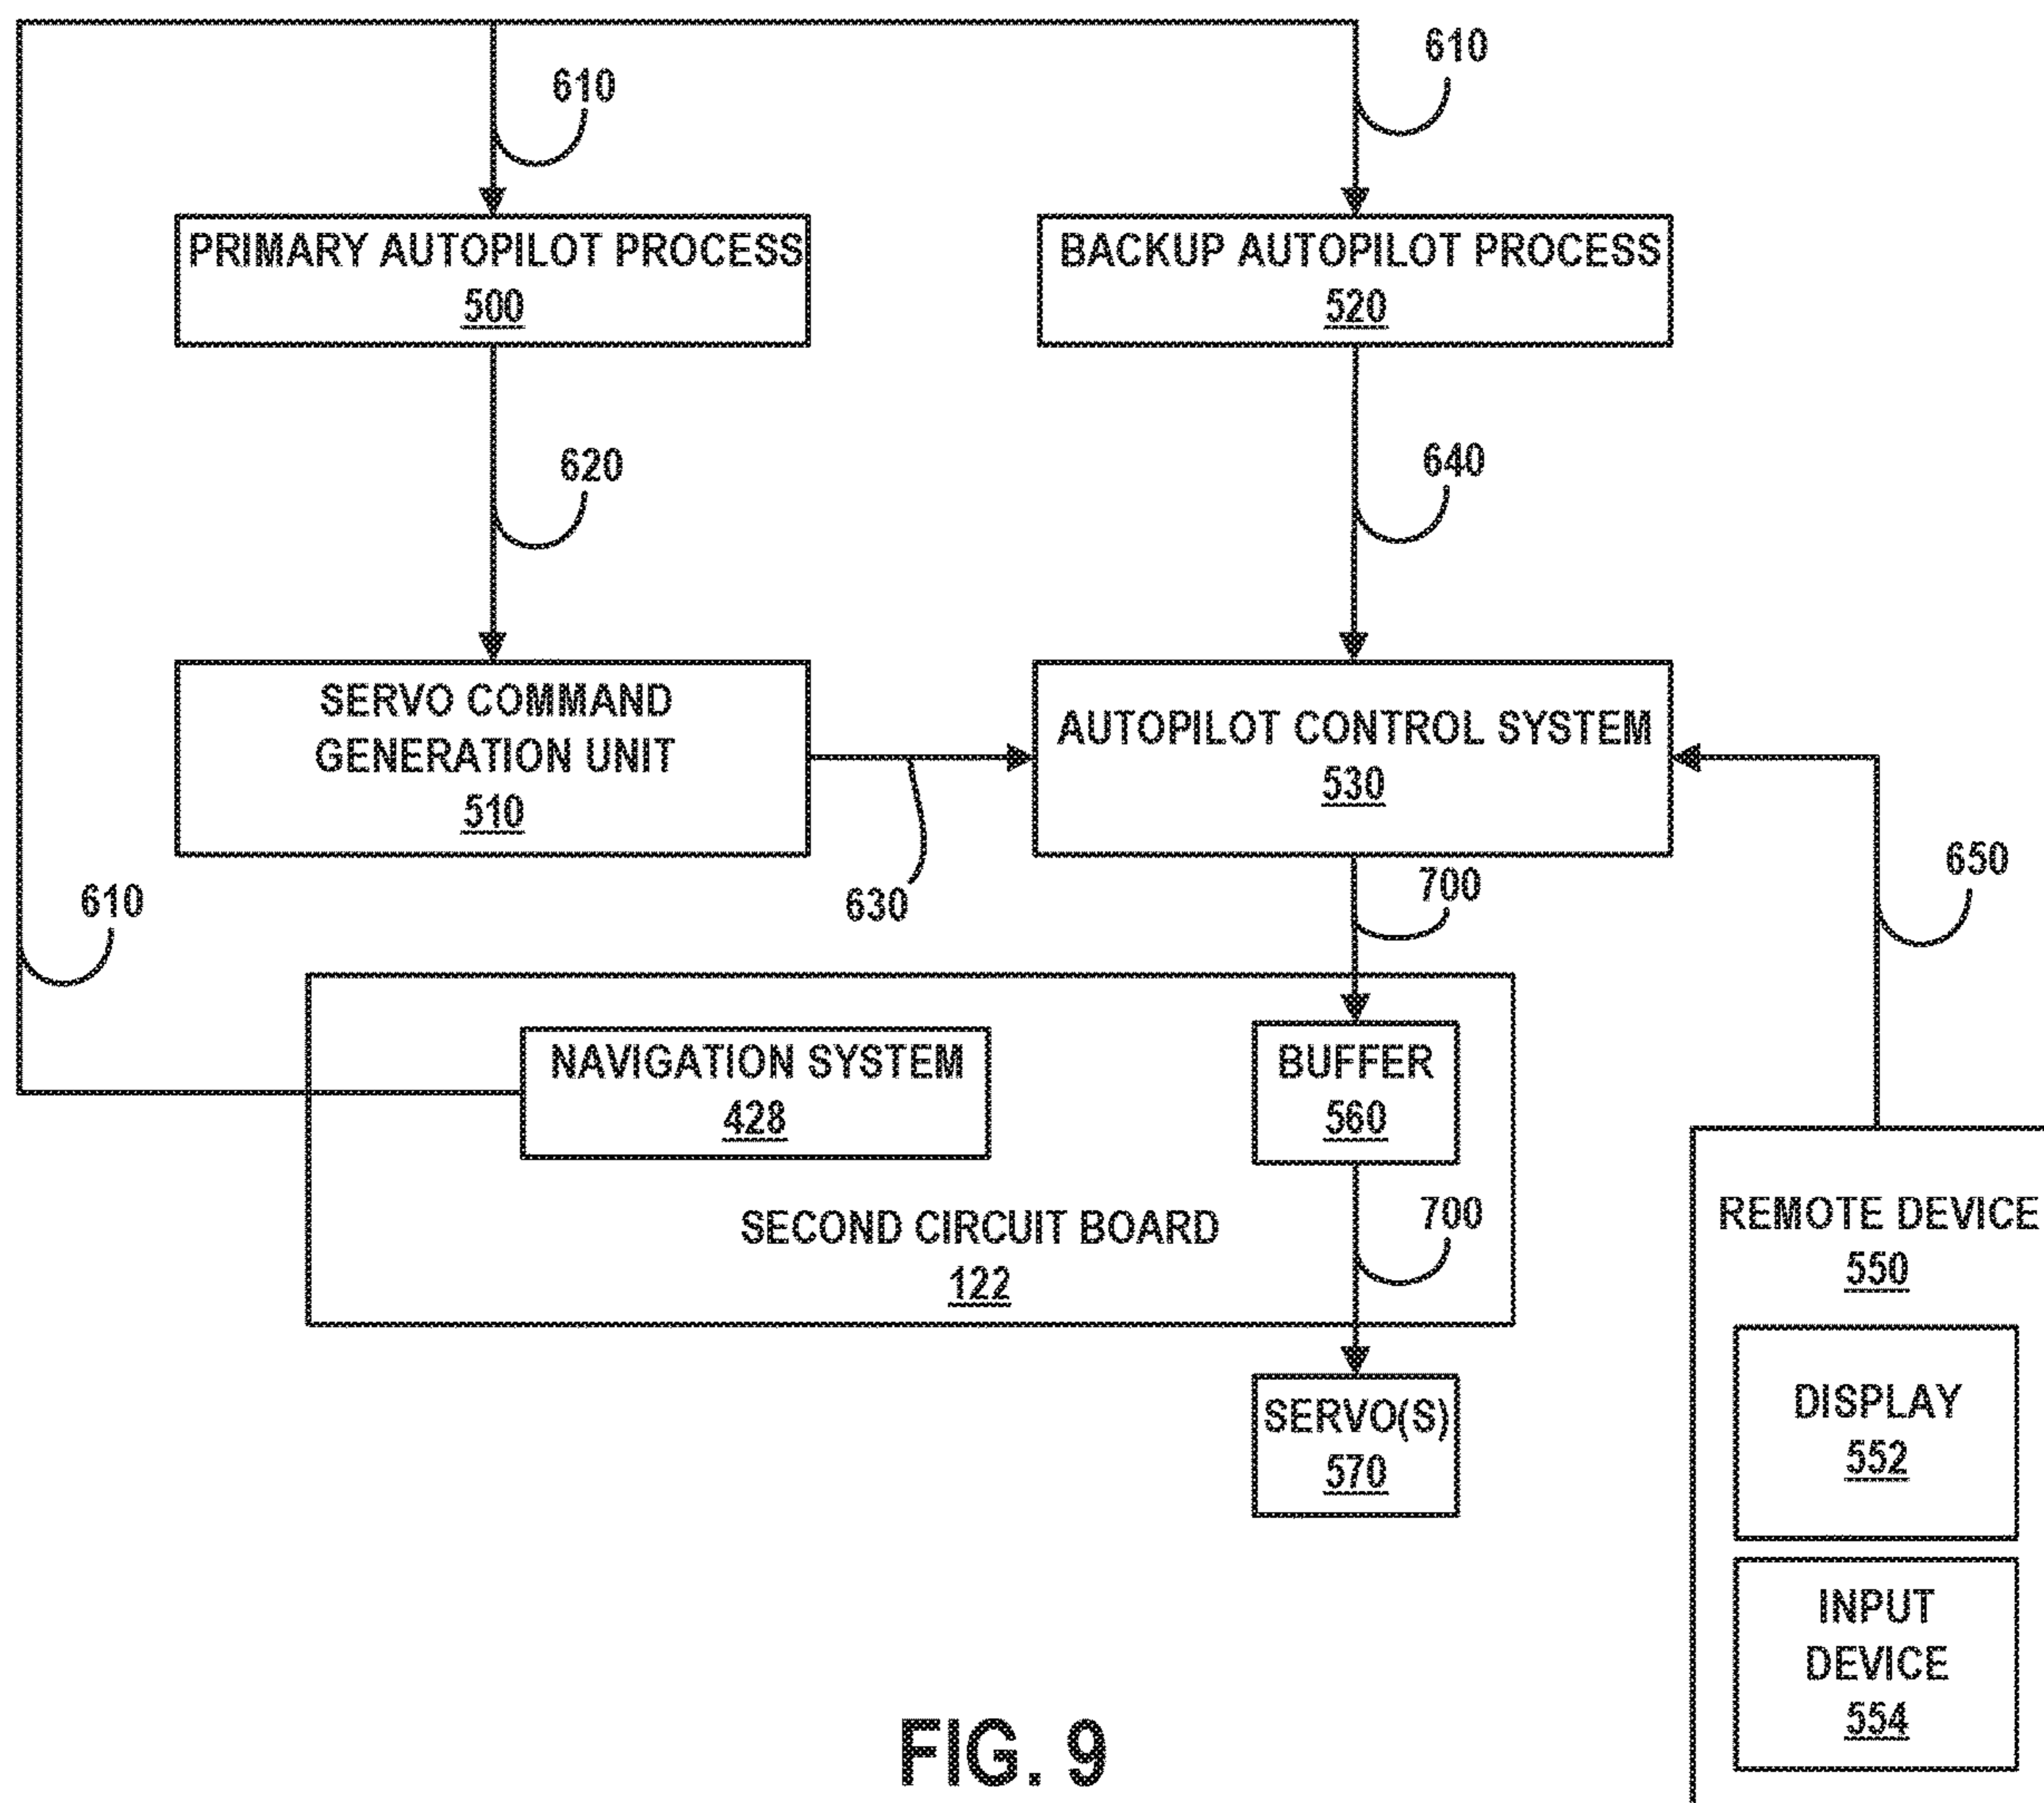 610
610
PRIMARY AUTOPILOT PROCESS
500
BACKUP AUTOPILOT PROCESS
520
620
640
SERVO COMMAND
GENERATION UNIT
510
AUTOPILOT CONTROL SYSTEM
530
630
700
650
610
NAVIGATION SYSTEM
428
BUFFER
560
SECOND CIRCUIT BOARD
122
700
REMOTE DEVICE
550
SERVO(S)
570
DISPLAY
552
INPUT
DEVICE
554
FIG. 9